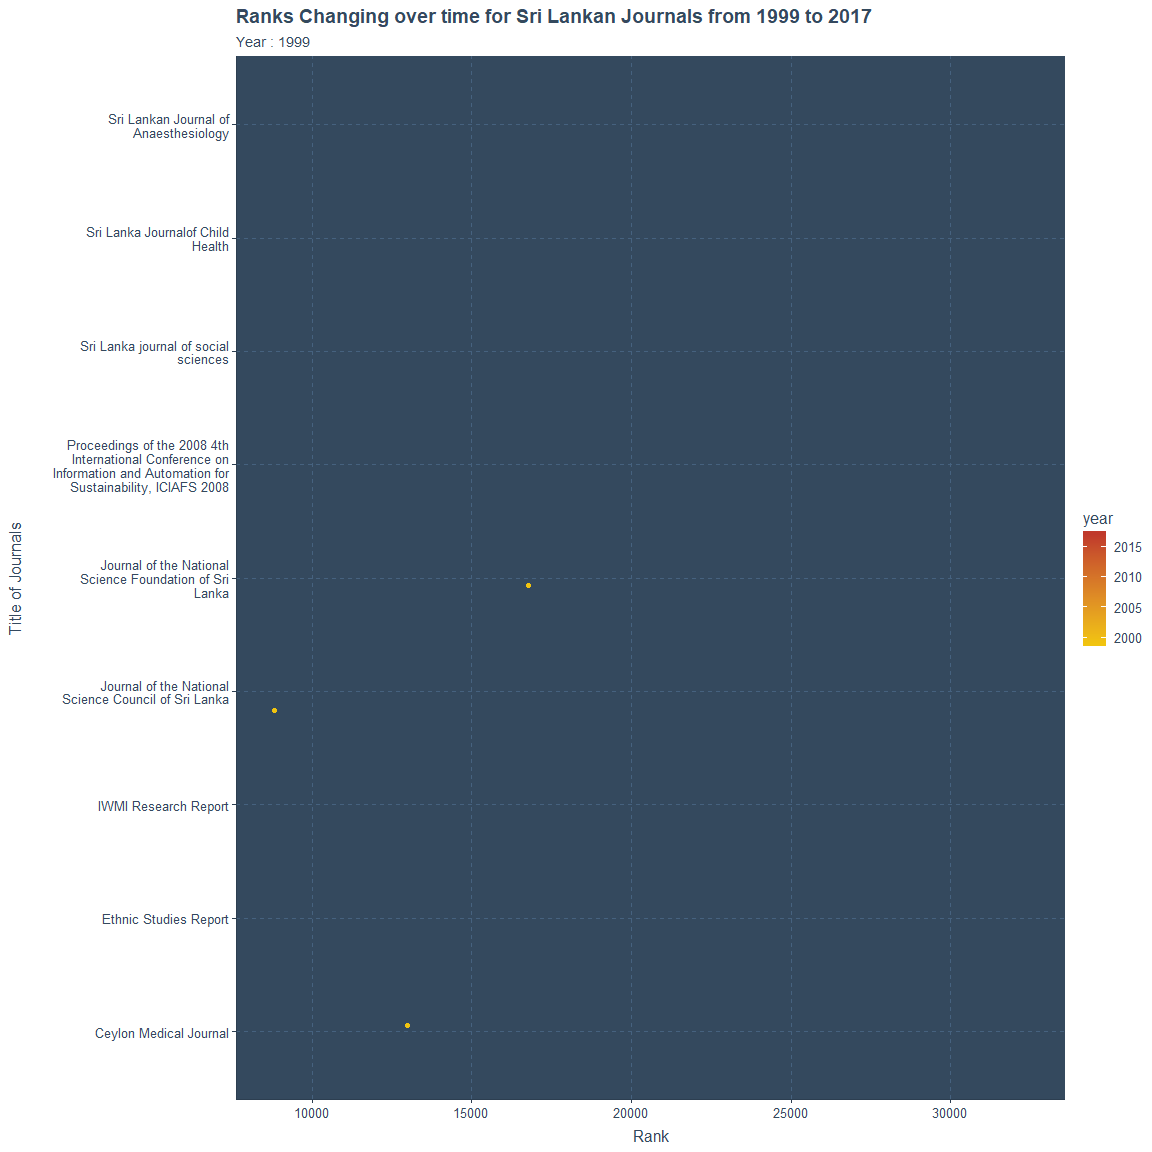 Ranks Changing over time for Sri Lankan Journals from 1999 to 2017
Year : 1999
Title of Journals
Sri Lankan Journal of
Anaesthesiology
Sri Lanka Journalof Child
Health
Sri Lanka journal of social
sciences
Proceedings of the 2008 4th
International Conference on
Information and Automation for
Sustainability, ICIAFS 2008
Journal of the National
Science Foundation of Sri
Lanka
Journal of the National
Science Council of Sri Lanka
IWMI Research Report
Ethnic Studies Report
Ceylon Medical Journal
10000
15000
20000
25000
30000
Rank
year
2015
2010
2005
2000